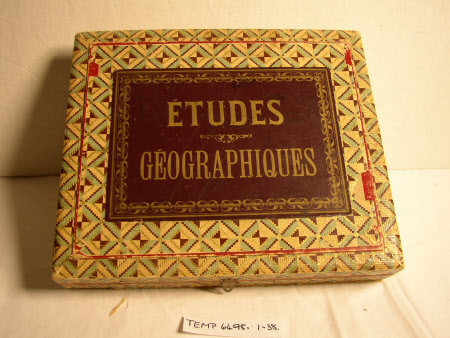 ÉTUDES
GÉOGRAPHIQUES
TEMP 6498. 1-38.